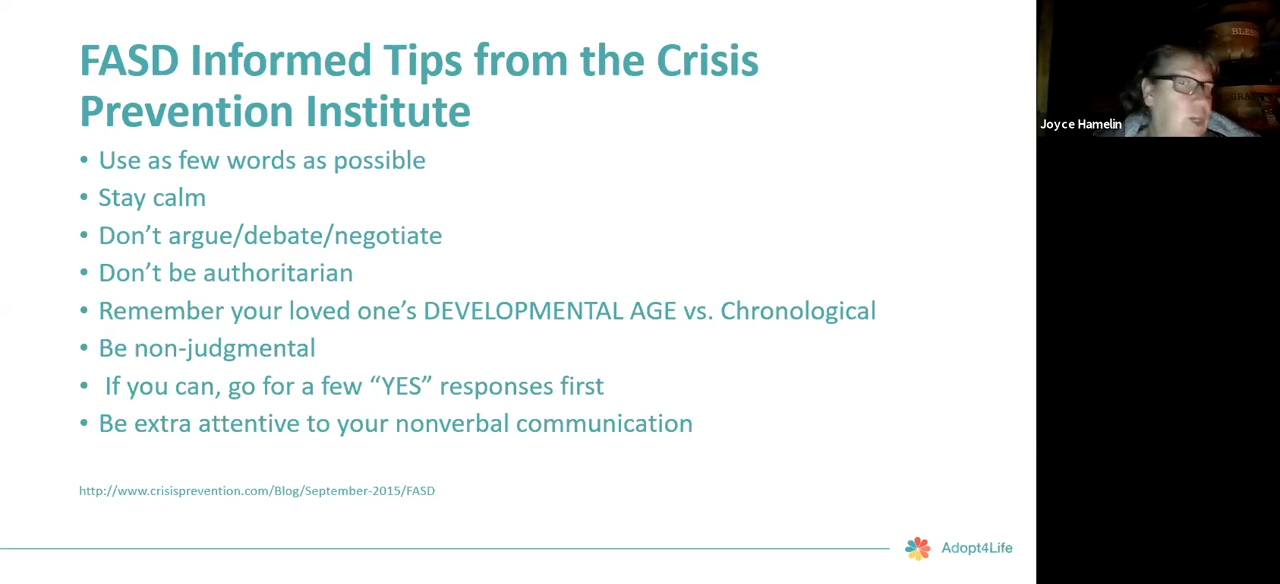 FASD Informed Tips from the Crisis
Prevention Institute
• Use as few words as possible
• Stay calm
• Don’t argue/debate/negotiate
• Don’t be authoritarian
• Remember your loved one’s DEVELOPMENTAL AGE vs. Chronological
• Be non-judgmental
• If you can, go for a few “YES” responses first
• Be extra attentive to your nonverbal communication
http://www.crisisprevention.com/Blog/September-2015/FASD
Adopt4Life
Joyce Hamelin